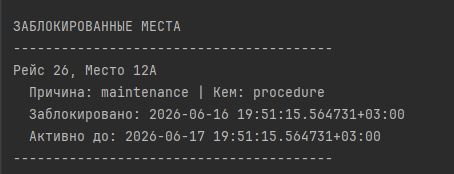 ЗАБЛОКИРОВАННЫЕ МЕСТА
---------------------------------------
Рейс 26, Место 12A
Причина: maintenance | Кем: procedure
Заблокировано: 2026-06-16 19:51:15.564731+03:00
Активно до: 2026-06-17 19:51:15.564731+03:00
---------------------------------------